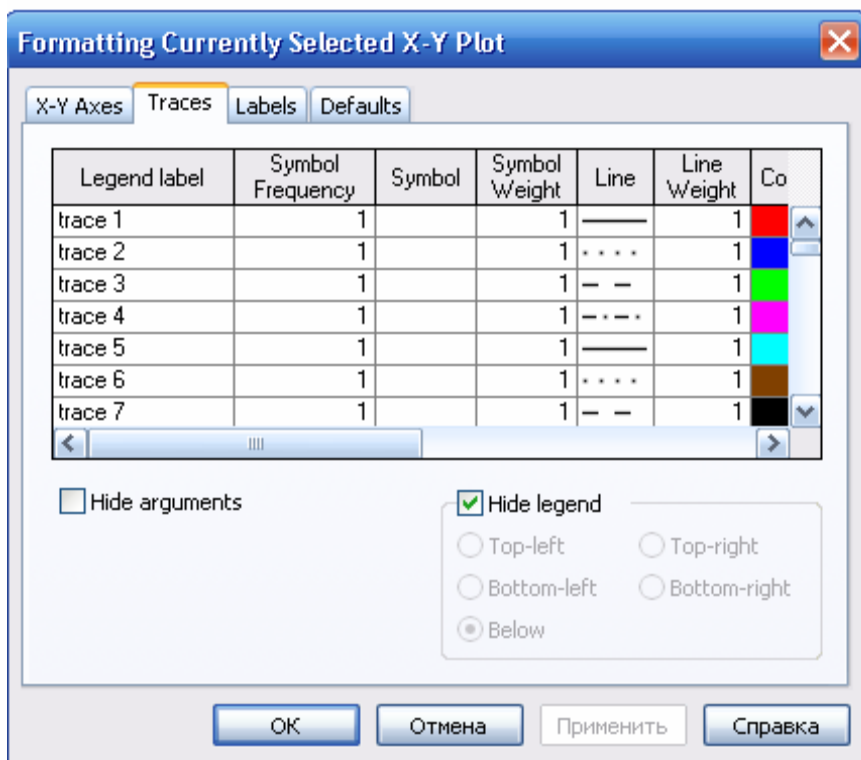 Formatting Currently Selected X-Y Plot
X-Y Axes Traces Labels Defaults
Legend label Symbol Frequency Symbol Symbol Weight Line Line Weight Co
trace 1 1 1 1
trace 2 1 1 1
trace 3 1 1 1
trace 4 1 1 1
trace 5 1 1 1
trace 6 1 1 1
trace 7 1 1 1
Hide arguments Hide legend
Top-left Top-right
Bottom-left Bottom-right
Below
OK Отмена Применить Справка